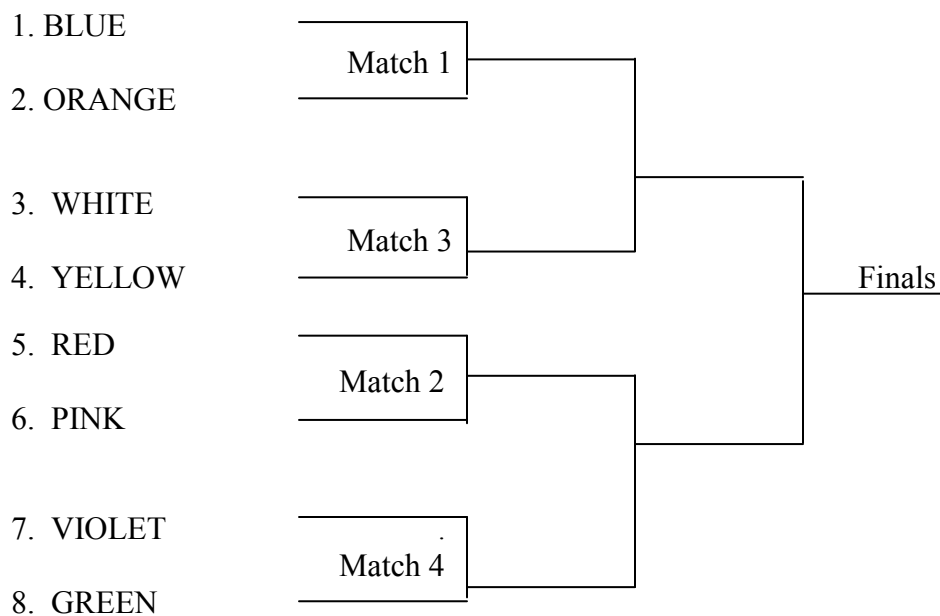 1. BLUE
Match 1
2. ORANGE
3. WHITE
Match 3
4. YELLOW
Finals
5. RED
Match 2
6. PINK
7. VIOLET
Match 4
8. GREEN